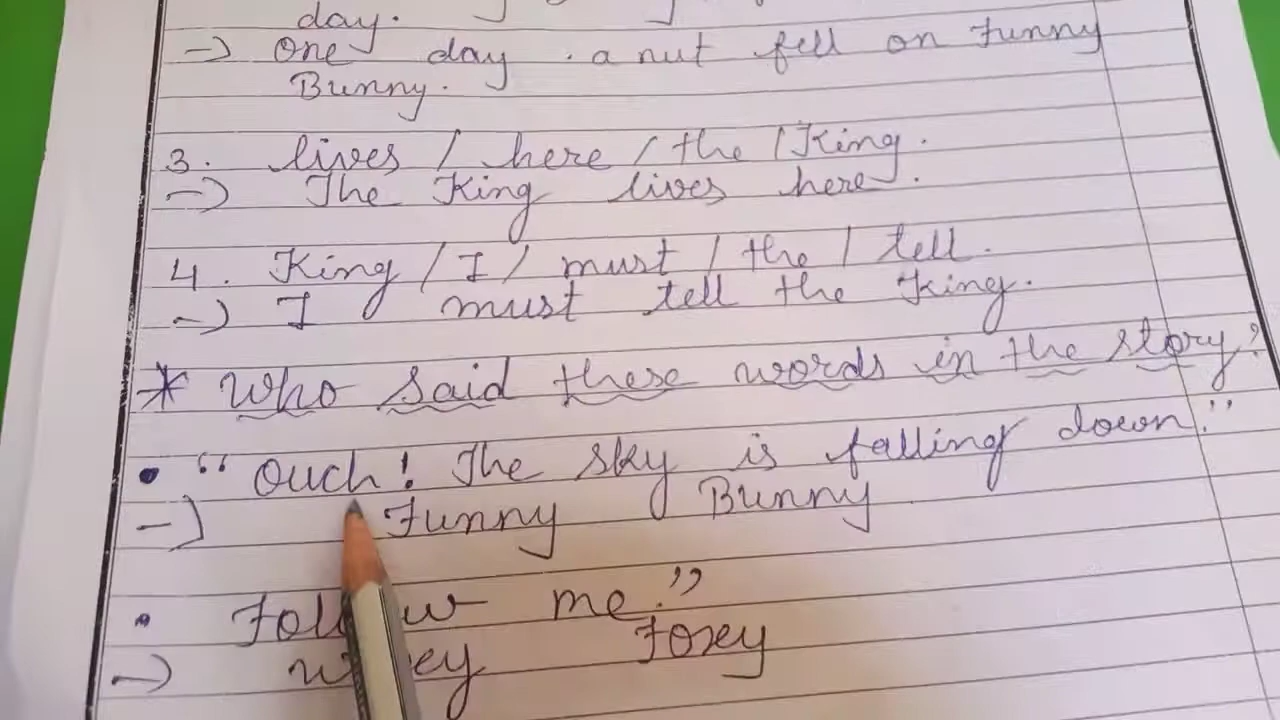 day.
-> One day. a nut fell on Funny
Bunny.
3. lives / here / the / King.
-> The King lives here.
4. King / I / must / the / tell.
-> I must tell the King.
* Who said these words in the story?
• "Ouch! The sky is falling down."
-> Funny Bunny
• me."
-> Foxey